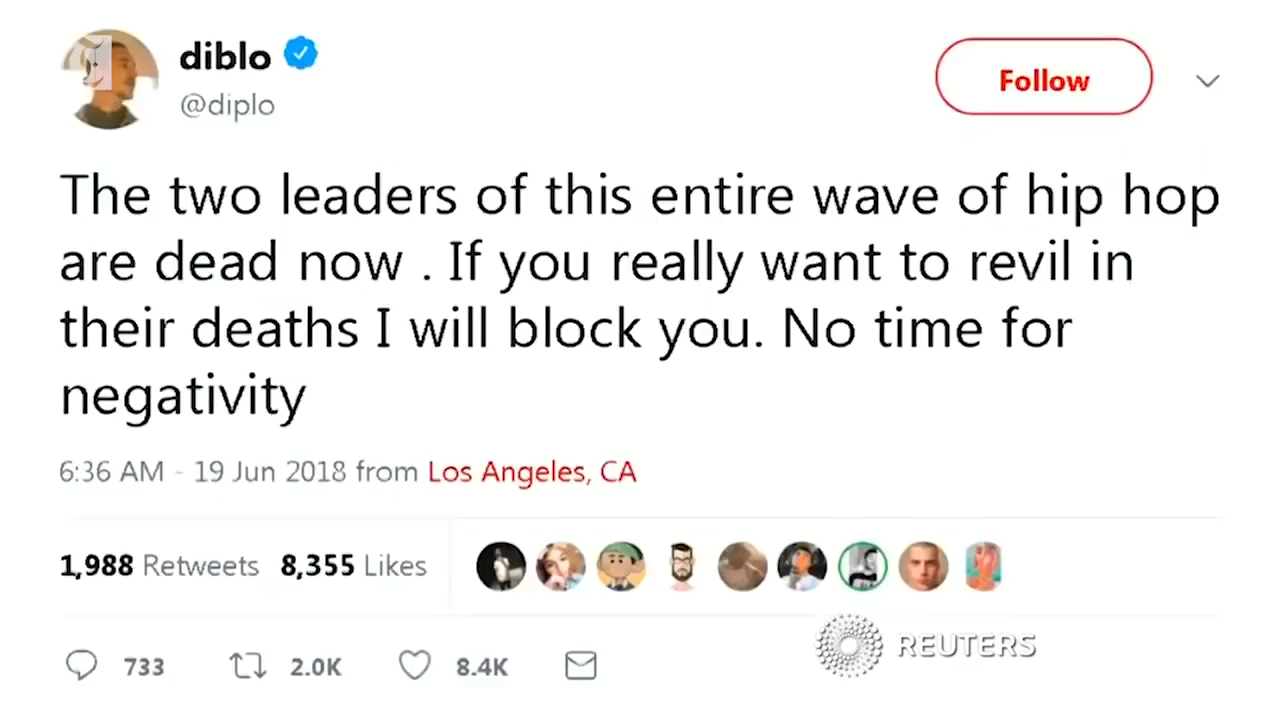 diblo
@diplo
Follow
The two leaders of this entire wave of hip hop
are dead now . If you really want to revil in
their deaths I will block you. No time for
negativity
6:36 AM - 19 Jun 2018 from Los Angeles, CA
1,988 Retweets 8,355 Likes
733 2.0K 8.4K
REUTERS